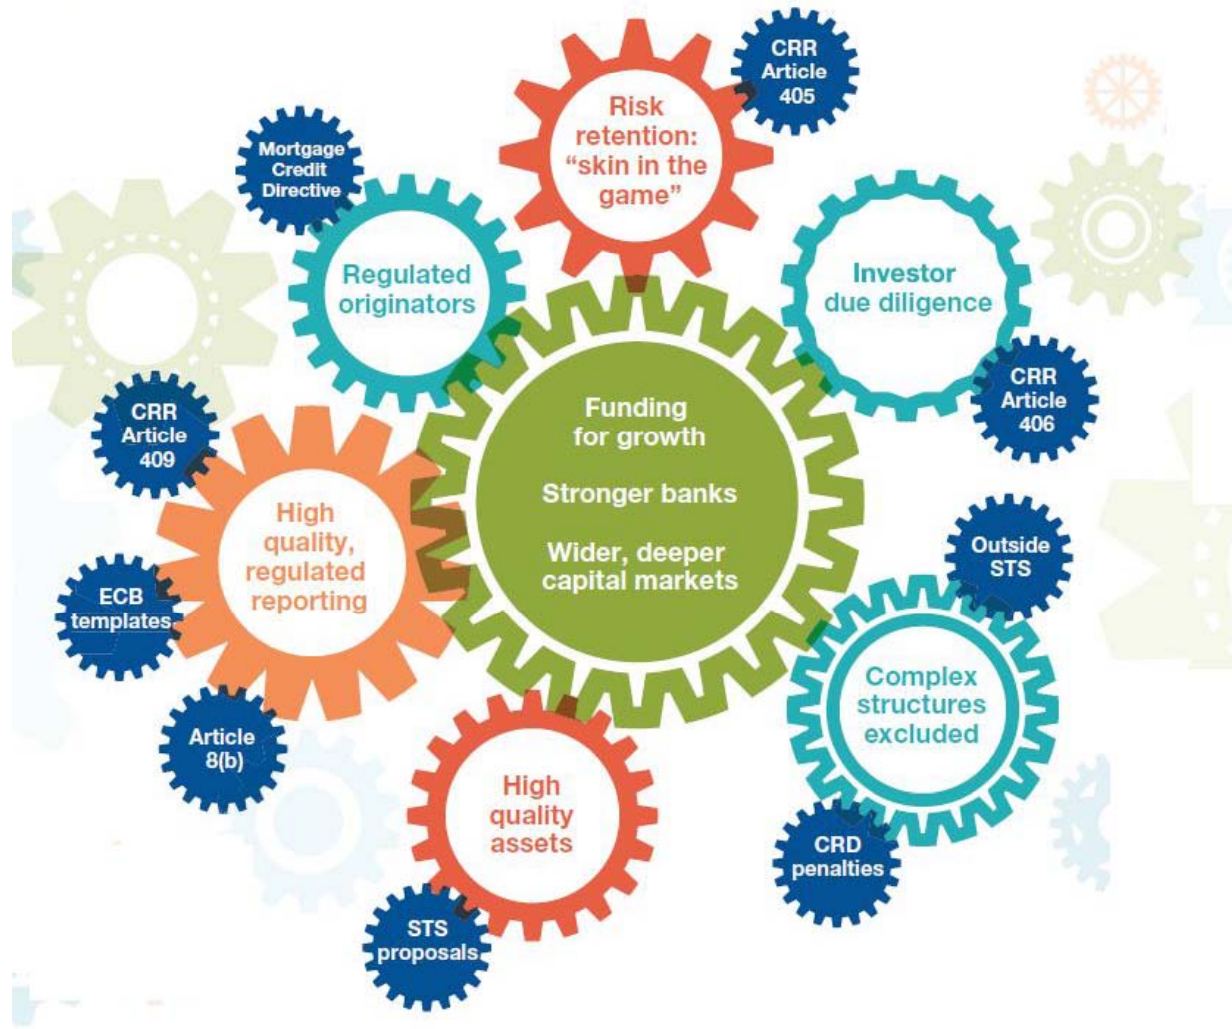 CRR
Article
405
Risk
retention:
“skin in the
game”
Mortgage
Credit
Directive
Regulated
originators
Investor
due diligence
CRR
Article
406
CRR
Article
409
Funding
for growth
Stronger banks
Wider, deeper
capital markets
High
quality,
regulated
reporting
Outside
STS
ECB
templates
Complex
structures
excluded
Article
8(b)
High
quality
assets
CRD
penalties
STS
proposals